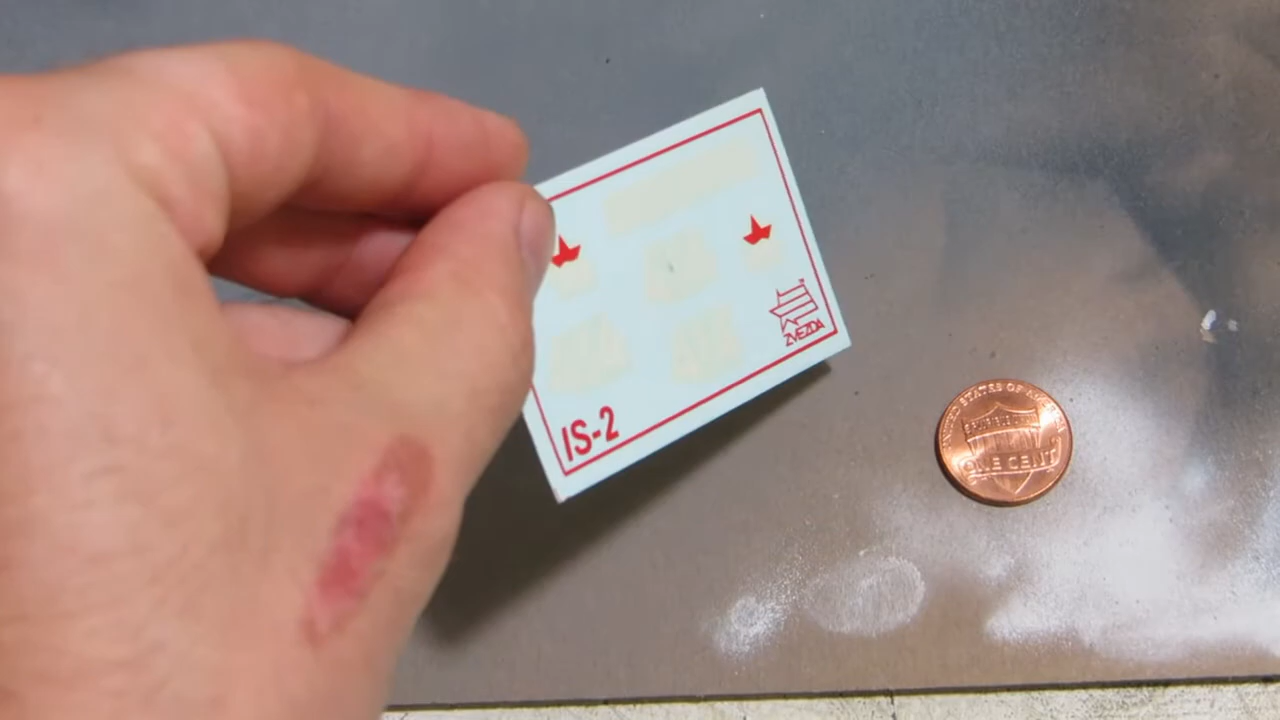 IS-2
ZVEZDA
UNITED STATES OF AMERICA
E PLURIBUS UNUM
ONE CENT